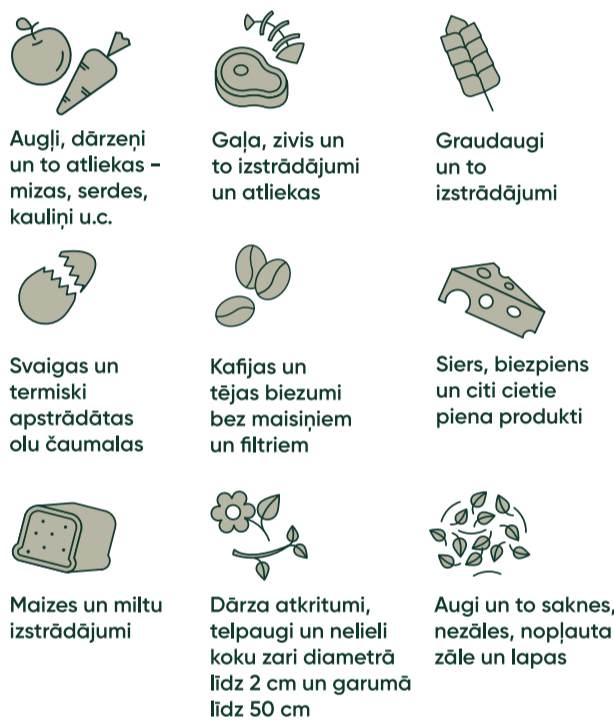 Augļi, dārzeņi
un to atliekas –
mizas, serdes,
kauliņi u.c.
Gaļa, zivis un
to izstrādājumi
un atliekas
Graudaugi
un to
izstrādājumi
Svaigas un
termiski
apstrādātas
olu čaumalas
Kafijas un
tējas biezumi
bez maisiņiem
un filtriem
Siers, biezpiens
un citi cietie
piena produkti
Maizes un miltu
izstrādājumi
Dārza atkritumi,
telpaugi un nelieli
koku zari diametrā
līdz 2 cm un garumā
līdz 50 cm
Augi un to saknes,
nezāles, nopļauta
zāle un lapas